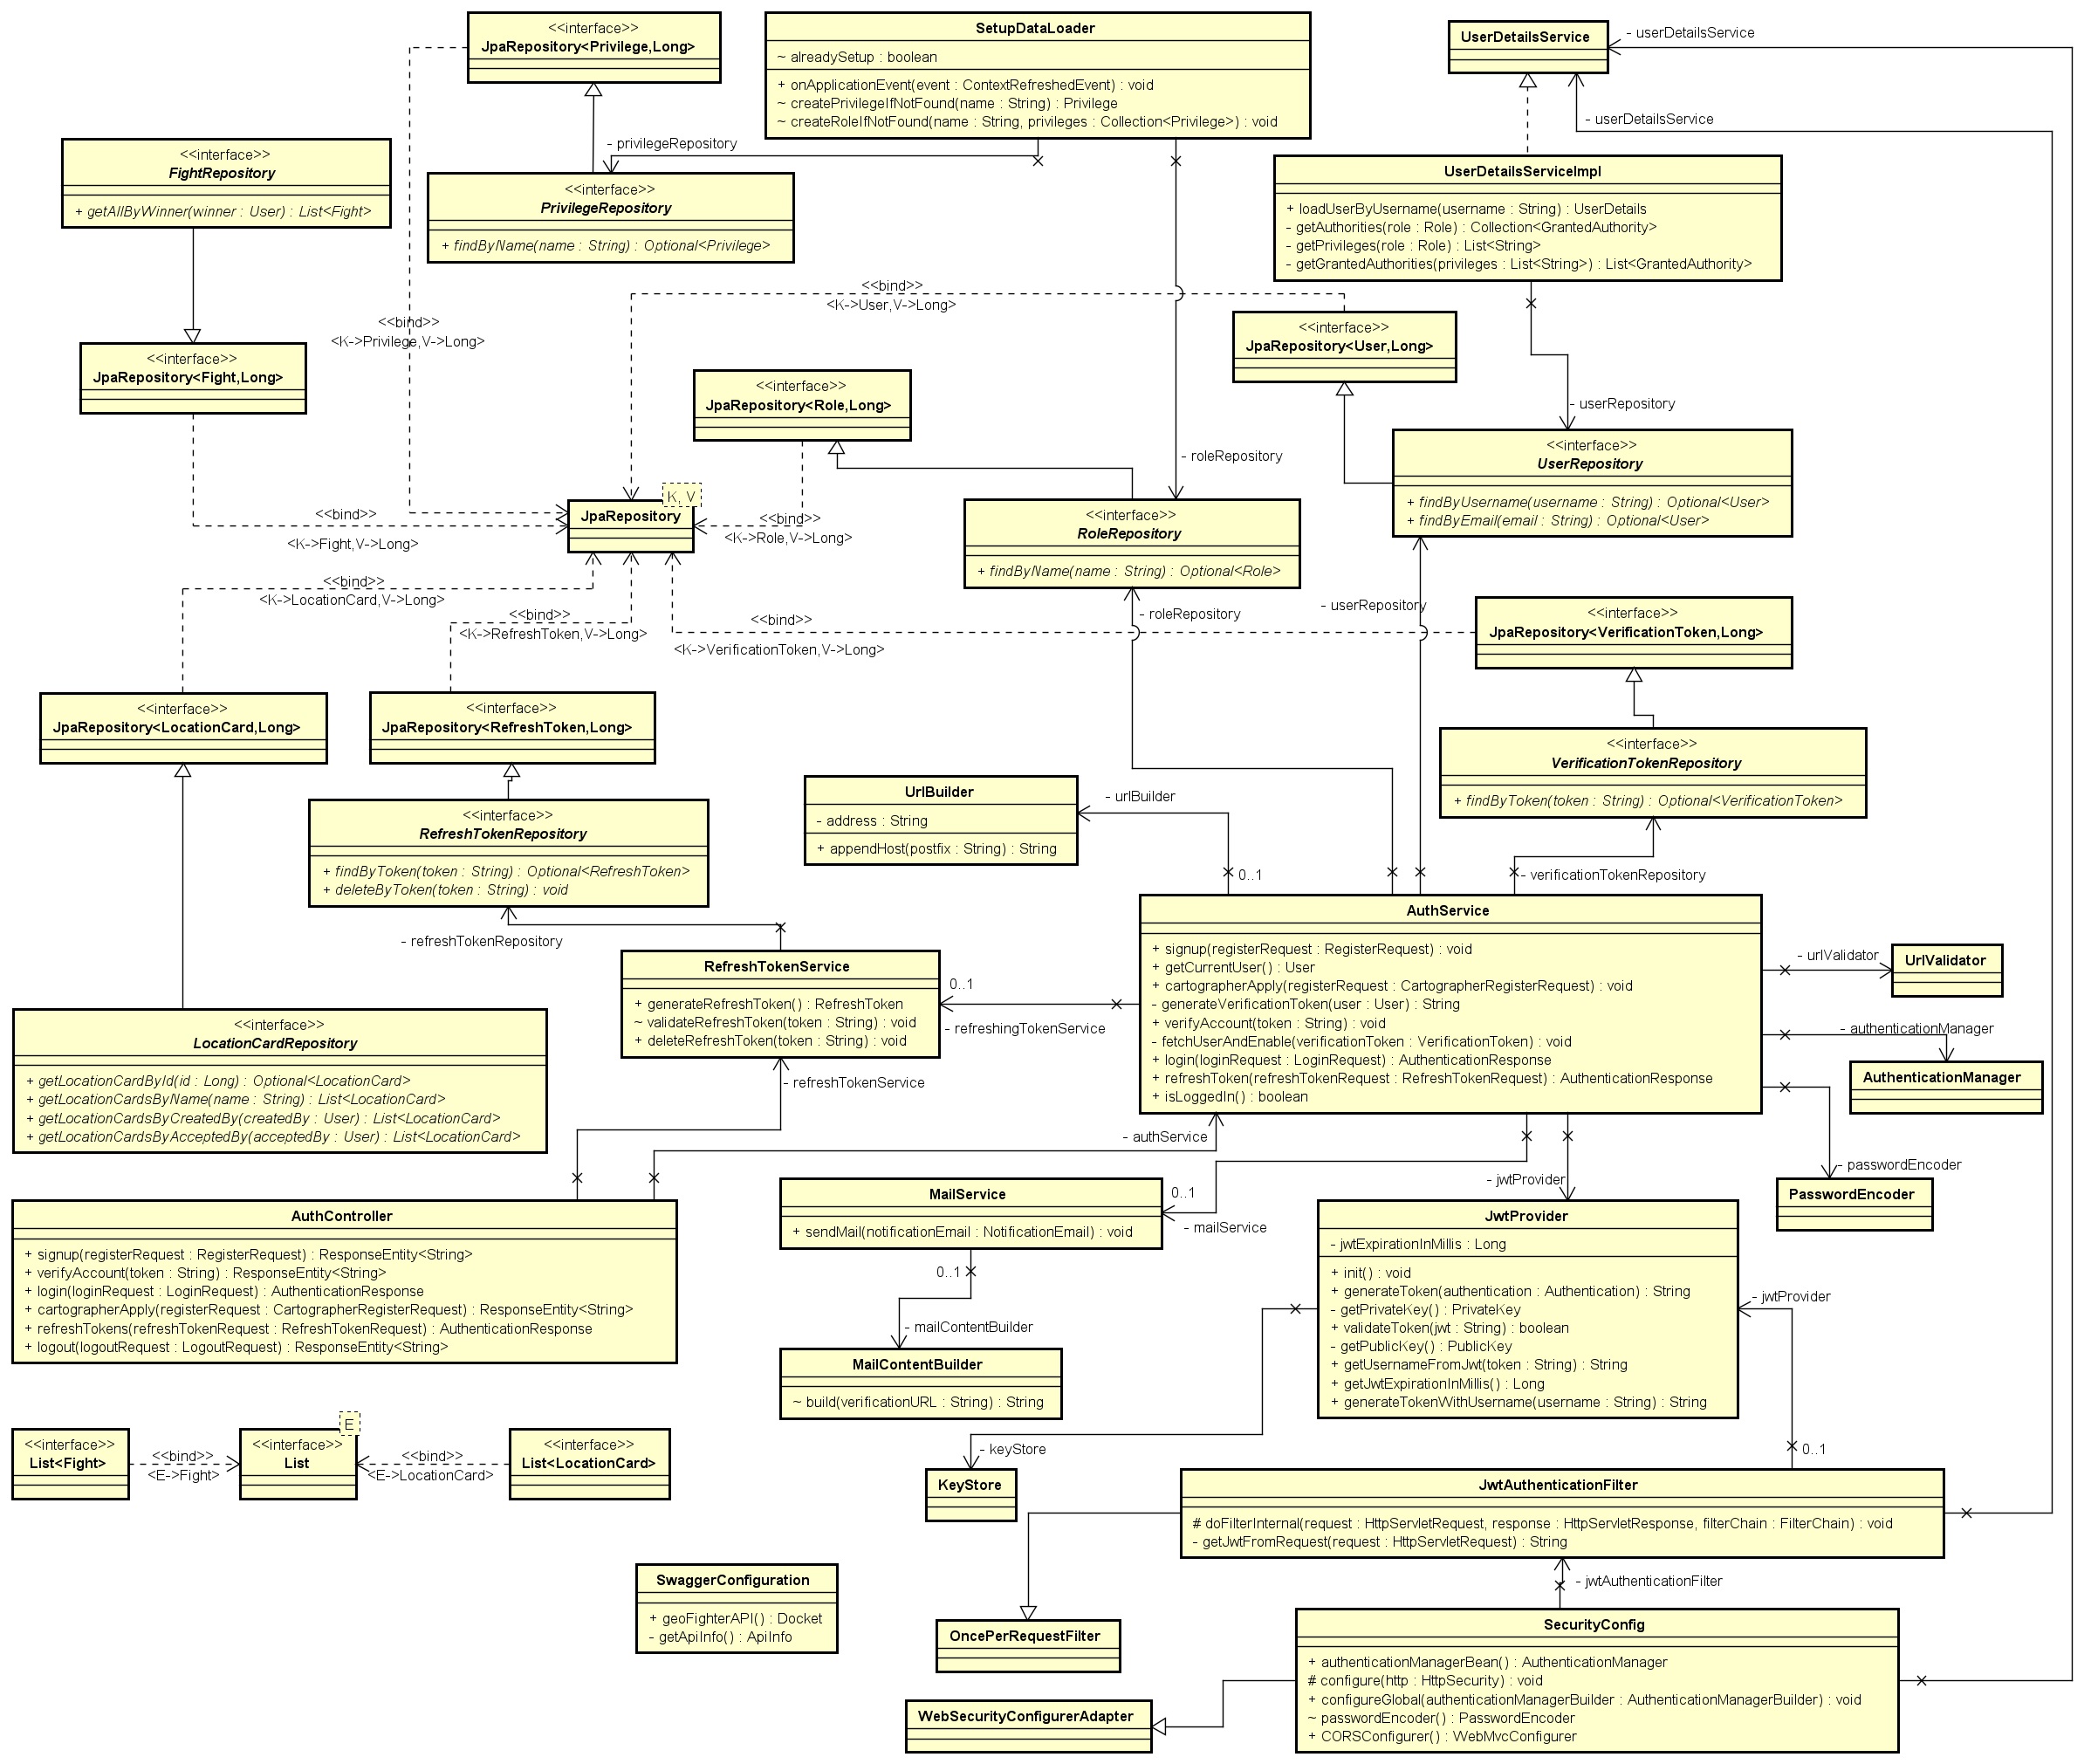 <<interface>>
JpaRepository<Privilege,Long>
SetupDataLoader
~ alreadySetup : boolean
+ onApplicationEvent(event : ContextRefreshedEvent) : void
~ createPrivilegeIfNotFound(name : String) : Privilege
~ createRoleIfNotFound(name : String, privileges : Collection<Privilege>) : void
UserDetailsService
- userDetailsService
- userDetailsService
- privilegeRepository
<<interface>>
FightRepository
+ getAllByWinner(winner : User) : List<Fight>
<<interface>>
PrivilegeRepository
+ findByName(name : String) : Optional<Privilege>
UserDetailsServiceImpl
+ loadUserByUsername(username : String) : UserDetails
- getAuthorities(role : Role) : Collection<GrantedAuthority>
- getPrivileges(role : Role) : List<String>
- getGrantedAuthorities(privileges : List<String>) : List<GrantedAuthority>
<<bind>>
<K->User,V->Long>
<<bind>>
<K->Privilege,V->Long>
<<interface>>
JpaRepository<User,Long>
<<interface>>
JpaRepository<Fight,Long>
<<interface>>
JpaRepository<Role,Long>
- userRepository
- roleRepository
<<interface>>
UserRepository
+ findByUsername(username : String) : Optional<User>
+ findByEmail(email : String) : Optional<User>
K, V
JpaRepository
<<bind>>
<K->Fight,V->Long>
<<bind>>
<K->Role,V->Long>
<<interface>>
RoleRepository
+ findByName(name : String) : Optional<Role>
<<bind>>
<K->LocationCard,V->Long>
<<bind>>
<K->RefreshToken,V->Long>
<<bind>>
<K->VerificationToken,V->Long>
- roleRepository
- userRepository
<<interface>>
JpaRepository<VerificationToken,Long>
<<interface>>
JpaRepository<LocationCard,Long>
<<interface>>
JpaRepository<RefreshToken,Long>
<<interface>>
VerificationTokenRepository
+ findByToken(token : String) : Optional<VerificationToken>
UrlBuilder
- address : String
+ appendHost(postfix : String) : String
- urlBuilder
0..1
<<interface>>
RefreshTokenRepository
+ findByToken(token : String) : Optional<RefreshToken>
+ deleteByToken(token : String) : void
- verificationTokenRepository
- refreshTokenRepository
AuthService
+ signup(registerRequest : RegisterRequest) : void
+ getCurrentUser() : User
+ cartographerApply(registerRequest : CartographerRegisterRequest) : void
- generateVerificationToken(user : User) : String
+ verifyAccount(token : String) : void
- fetchUserAndEnable(verificationToken : VerificationToken) : void
+ login(loginRequest : LoginRequest) : AuthenticationResponse
+ refreshToken(refreshTokenRequest : RefreshTokenRequest) : AuthenticationResponse
+ isLoggedIn() : boolean
- urlValidator
UrlValidator
RefreshTokenService
+ generateRefreshToken() : RefreshToken
~ validateRefreshToken(token : String) : void
+ deleteRefreshToken(token : String) : void
0..1
- refreshingTokenService
- authenticationManager
AuthenticationManager
<<interface>>
LocationCardRepository
+ getLocationCardById(id : Long) : Optional<LocationCard>
+ getLocationCardsByName(name : String) : List<LocationCard>
+ getLocationCardsByCreatedBy(createdBy : User) : List<LocationCard>
+ getLocationCardsByAcceptedBy(acceptedBy : User) : List<LocationCard>
- refreshTokenService
- authService
- passwordEncoder
PasswordEncoder
- jwtProvider
0..1
- mailService
MailService
+ sendMail(notificationEmail : NotificationEmail) : void
AuthController
+ signup(registerRequest : RegisterRequest) : ResponseEntity<String>
+ verifyAccount(token : String) : ResponseEntity<String>
+ login(loginRequest : LoginRequest) : AuthenticationResponse
+ cartographerApply(registerRequest : CartographerRegisterRequest) : ResponseEntity<String>
+ refreshTokens(refreshTokenRequest : RefreshTokenRequest) : AuthenticationResponse
+ logout(logoutRequest : LogoutRequest) : ResponseEntity<String>
JwtProvider
- jwtExpirationInMillis : Long
+ init() : void
+ generateToken(authentication : Authentication) : String
- getPrivateKey() : PrivateKey
+ validateToken(jwt : String) : boolean
- getPublicKey() : PublicKey
+ getUsernameFromJwt(token : String) : String
+ getJwtExpirationInMillis() : Long
+ generateTokenWithUsername(username : String) : String
0..1
- mailContentBuilder
- jwtProvider
MailContentBuilder
~ build(verificationURL : String) : String
<<interface>>
List<Fight>
<<bind>>
<E->Fight>
E
<<interface>>
List
<<bind>>
<E->LocationCard>
<<interface>>
List<LocationCard>
- keyStore
KeyStore
0..1
JwtAuthenticationFilter
# doFilterInternal(request : HttpServletRequest, response : HttpServletResponse, filterChain : FilterChain) : void
- getJwtFromRequest(request : HttpServletRequest) : String
- jwtAuthenticationFilter
SwaggerConfiguration
+ geoFighterAPI() : Docket
- getApiInfo() : ApiInfo
OncePerRequestFilter
SecurityConfig
+ authenticationManagerBean() : AuthenticationManager
# configure(http : HttpSecurity) : void
+ configureGlobal(authenticationManagerBuilder : AuthenticationManagerBuilder) : void
~ passwordEncoder() : PasswordEncoder
+ CORSConfigurer() : WebMvcConfigurer
WebSecurityConfigurerAdapter